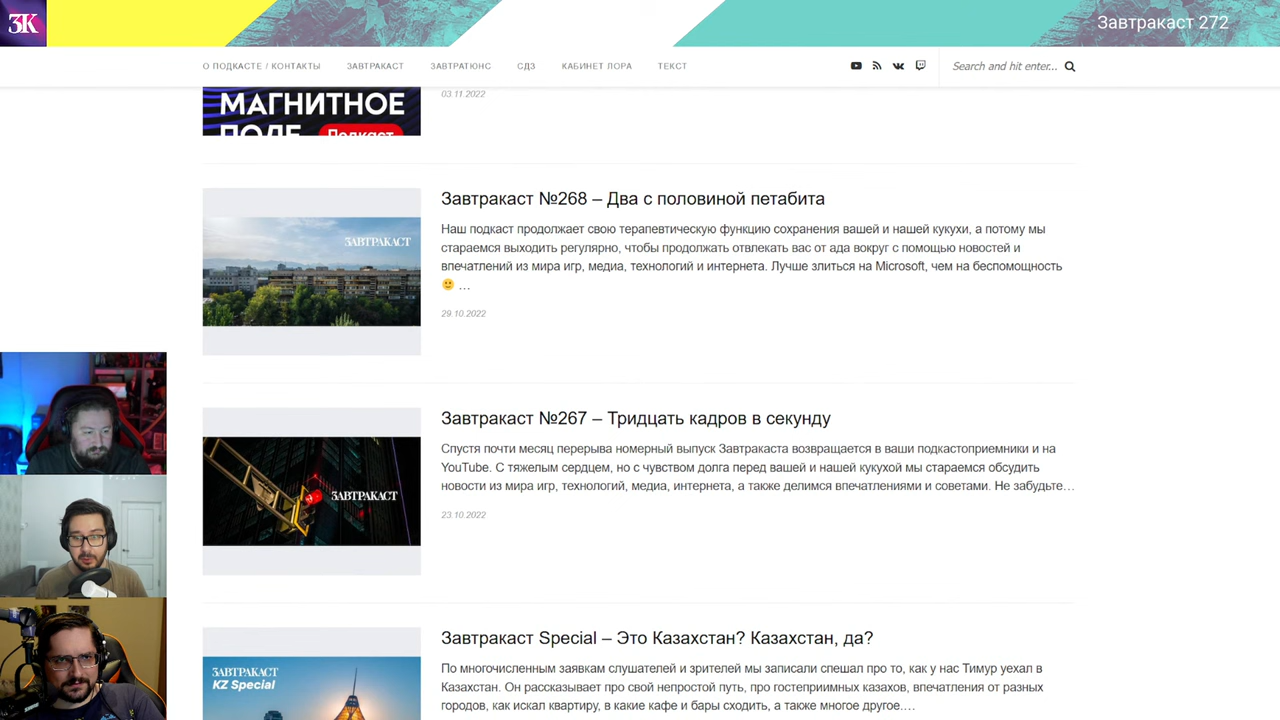 ЗК
Завтракаст 272
О ПОДКАСТЕ / КОНТАКТЫ
ЗАВТРАКАСТ
ЗАВТРАТЮНС
СДЗ
КАБИНЕТ ЛОРА
ТЕКСТ
Search and hit enter...
МАГНИТНОЕ
ПОЛЕ
Подкаст
03.11.2022
ЗАВТРАКАСТ
Завтракаст №268 – Два с половиной петабита
Наш подкаст продолжает свою терапевтическую функцию сохранения вашей и нашей кукухи, а потому мы
стараемся выходить регулярно, чтобы продолжать отвлекать вас от ада вокруг с помощью новостей и
впечатлений из мира игр, медиа, технологий и интернета. Лучше злиться на Microsoft, чем на беспомощность
🙂 …
29.10.2022
ЗАВТРАКАСТ
Завтракаст №267 – Тридцать кадров в секунду
Спустя почти месяц перерыва номерный выпуск Завтракаста возвращается в ваши подкастоприемники и на
YouTube. С тяжелым сердцем, но с чувством долга перед вашей и нашей кукухой мы стараемся обсудить
новости из мира игр, технологий, медиа, интернета, а также делимся впечатлениями и советами. Не забудьте…
23.10.2022
ЗАВТРАКАСТ
KZ Special
Завтракаст Special – Это Казахстан? Казахстан, да?
По многочисленным заявкам слушателей и зрителей мы записали спешал про то, как у нас Тимур уехал в
Казахстан. Он рассказывает про свой непростой путь, про гостеприимных казахов, впечатления от разных
городов, как искал квартиру, в какие кафе и бары сходить, а также многое другое.…